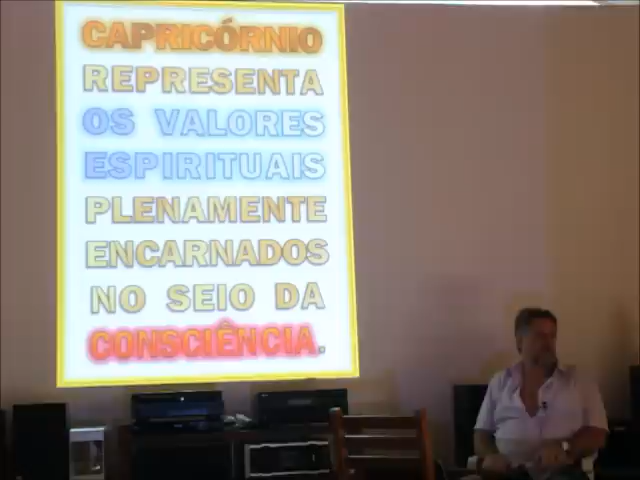 CAPRICÓRNIO
REPRESENTA
OS VALORES
ESPIRITUAIS
PLENAMENTE
ENCARNADOS
NO SEIO DA
CONSCIÊNCIA.